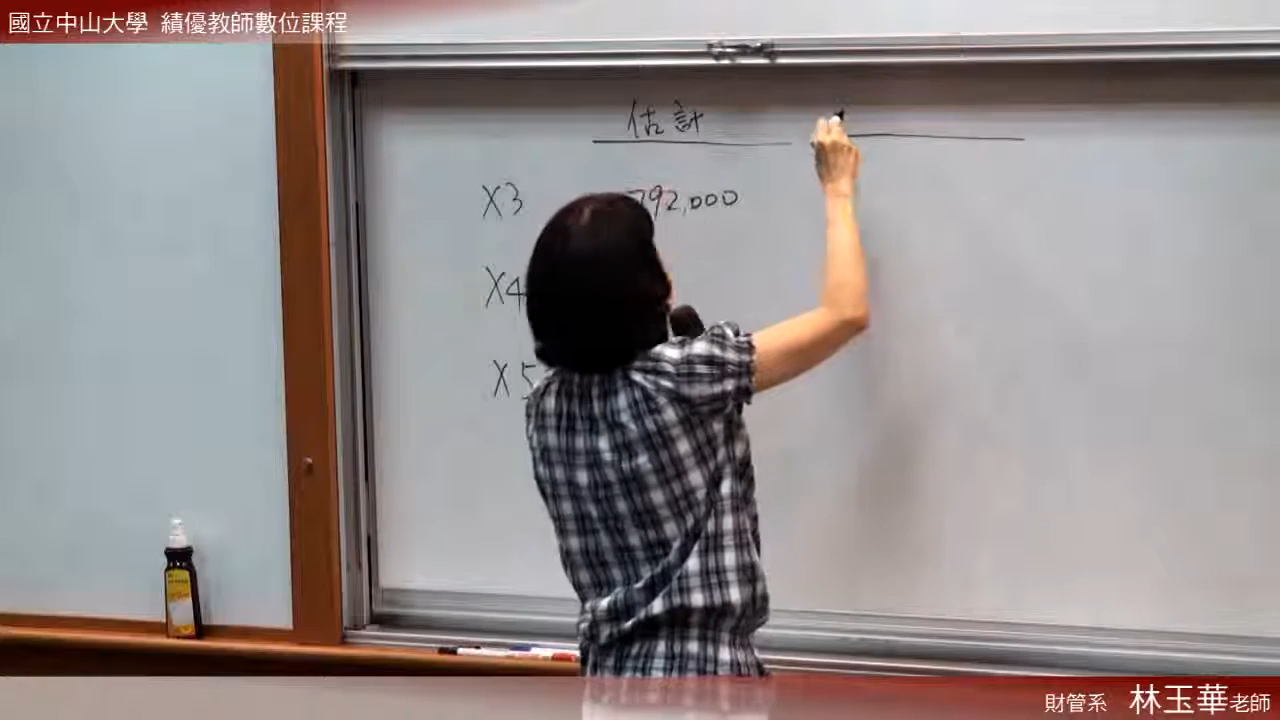 國立中山大學 績優教師數位課程
估計
X3 792,000
X4
X5
財管系 林玉華老師